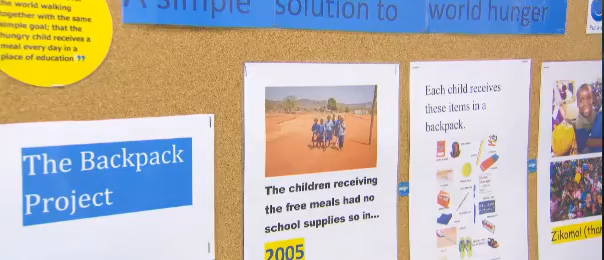 the world walking
together with the same
simple goal; that the
hungry child receives a
meal every day in a
place of education ”
A simple solution to world hunger
The Backpack
Project
The children receiving
the free meals had no
school supplies so in...
2005
Each child receives
these items in a
backpack.
Zikomo!